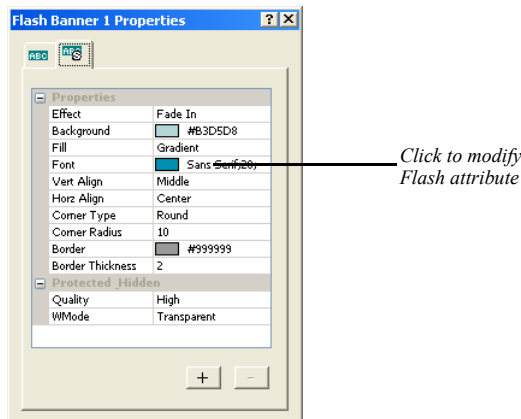 Flash Banner 1 Properties ? X
ABC ABC S
Properties
Effect Fade In
Background #B3D5D8
Fill Gradient
Font Sans Serif;20;
Vert Align Middle
Horz Align Center
Corner Type Round
Corner Radius 10
Border #999999
Border Thickness 2
Protected_Hidden
Quality High
WMode Transparent
+ -
Click to modify
Flash attribute